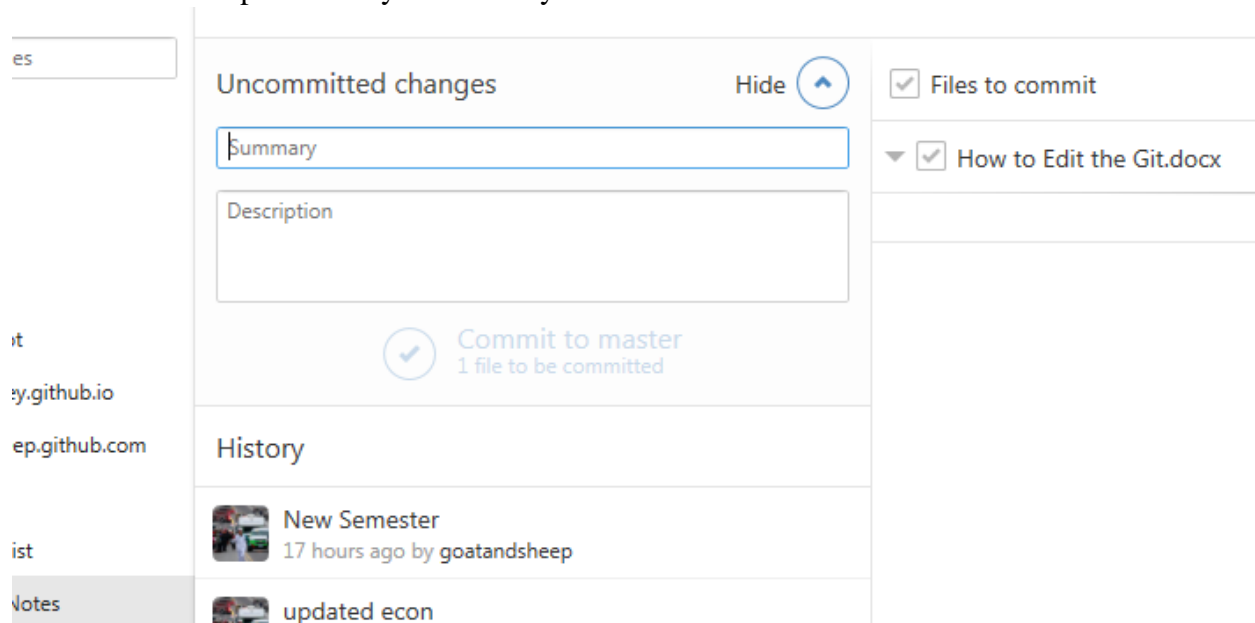 es
ot
ey.github.io
ep.github.com
ist
Notes
Uncommitted changes
Hide
Summary
Description
Commit to master
1 file to be committed
History
New Semester
17 hours ago by goatandsheep
updated econ
Files to commit
How to Edit the Git.docx